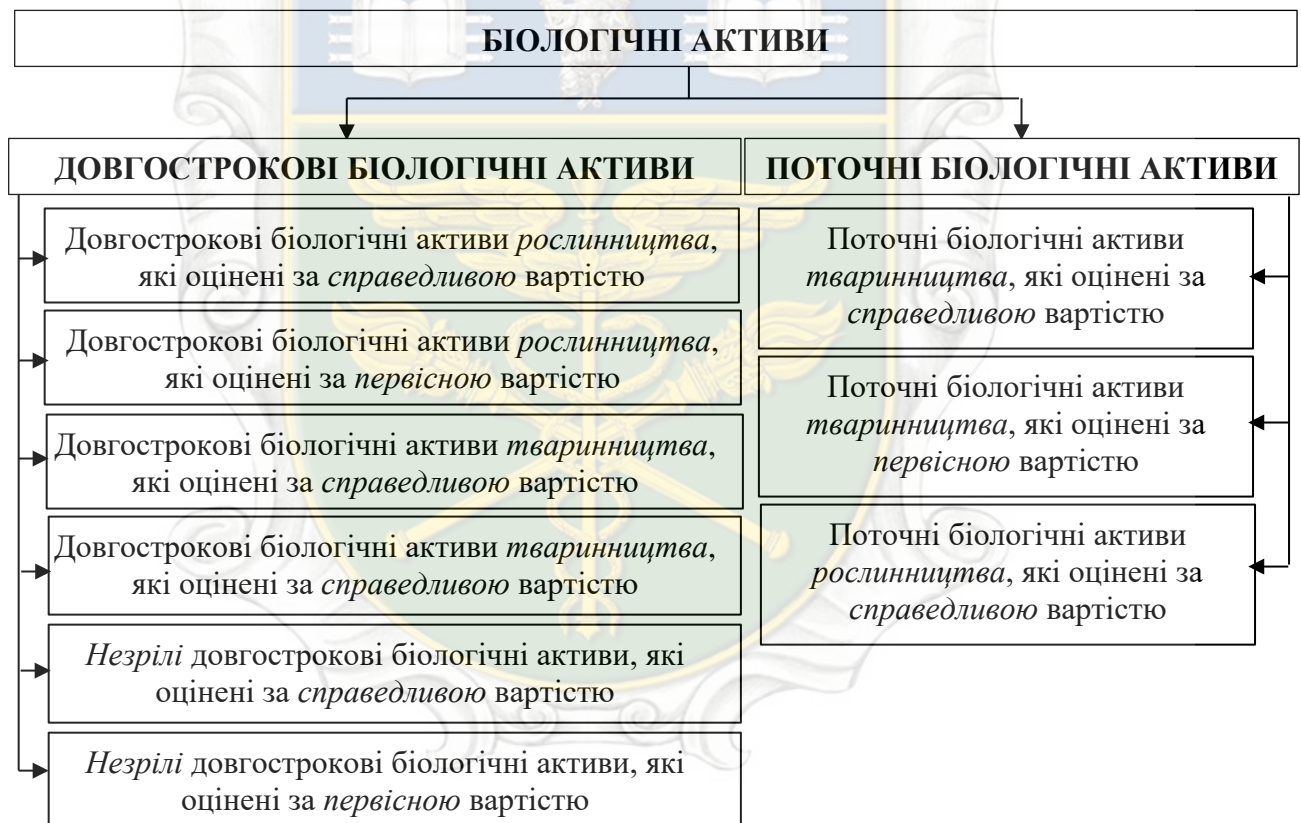 БІОЛОГІЧНІ АКТИВИ
ДОВГОСТРОКОВІ БІОЛОГІЧНІ АКТИВИ
Довгострокові біологічні активи рослинництва,
які оцінені за справедливою вартістю
Довгострокові біологічні активи рослинництва,
які оцінені за первісною вартістю
Довгострокові біологічні активи тваринництва,
які оцінені за справедливою вартістю
Довгострокові біологічні активи тваринництва,
які оцінені за справедливою вартістю
Незрілі довгострокові біологічні активи, які
оцінені за справедливою вартістю
Незрілі довгострокові біологічні активи, які
оцінені за первісною вартістю
ПОТОЧНІ БІОЛОГІЧНІ АКТИВИ
Поточні біологічні активи
тваринництва, які оцінені за
справедливою вартістю
Поточні біологічні активи
тваринництва, які оцінені за
первісною вартістю
Поточні біологічні активи
рослинництва, які оцінені за
справедливою вартістю